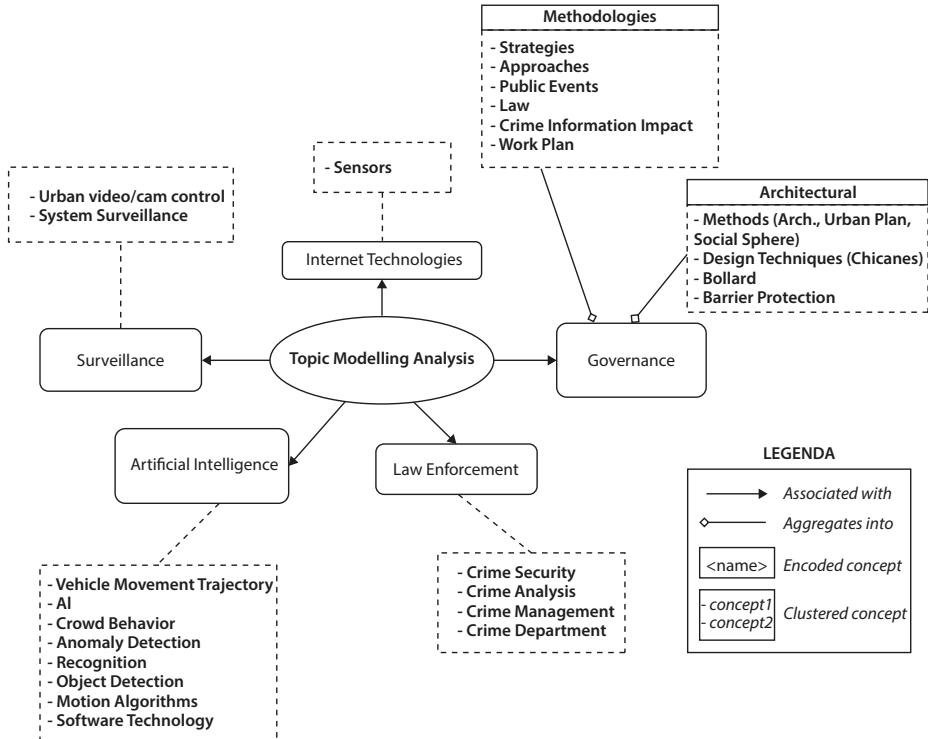 Methodologies
- Strategies
- Approaches
- Public Events
- Law
- Crime Information Impact
- Work Plan
- Sensors
- Urban video/cam control
- System Surveillance
Architectural
- Methods (Arch., Urban Plan,
Social Sphere)
- Design Techniques (Chicanes)
- Bollard
- Barrier Protection
Internet Technologies
Surveillance
Topic Modelling Analysis
Governance
Artificial Intelligence
Law Enforcement
- Vehicle Movement Trajectory
- AI
- Crowd Behavior
- Anomaly Detection
- Recognition
- Object Detection
- Motion Algorithms
- Software Technology
- Crime Security
- Crime Analysis
- Crime Management
- Crime Department
LEGENDA
Associated with
Aggregates into
<name> Encoded concept
- concept1
- concept2
Clustered concept